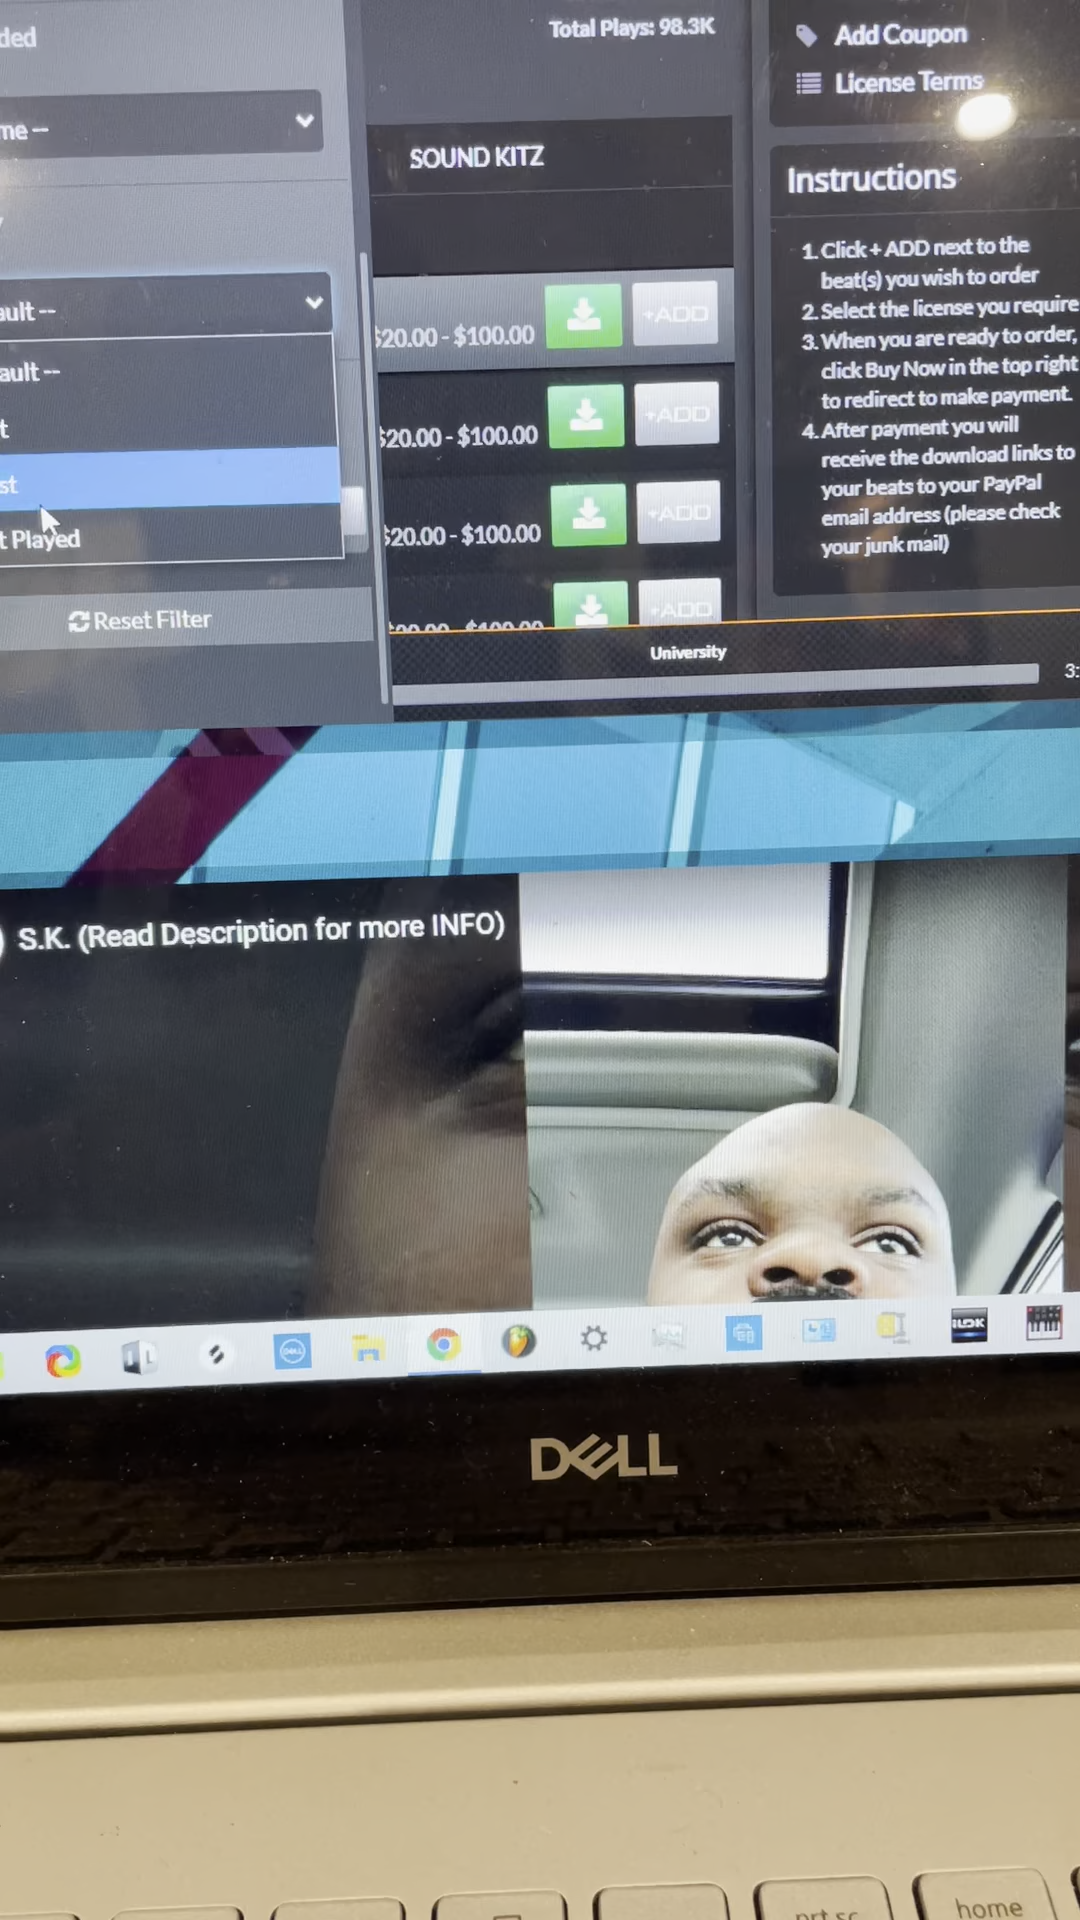 ded
Total Plays: 98.3K
Add Coupon
License Terms
me --
SOUND KITZ
Instructions
1. Click + ADD next to the
beat(s) you wish to order
2. Select the license you require
3. When you are ready to order,
click Buy Now in the top right
to redirect to make payment.
4. After payment you will
receive the download links to
your beats to your PayPal
email address (please check
your junk mail)
ault --
ault --
t
st
t Played
Reset Filter
$20.00 - $100.00 +ADD
$20.00 - $100.00 +ADD
$20.00 - $100.00 +ADD
+ADD
University
3:
S.K. (Read Description for more INFO)
DELL
DELL
prt sc
home